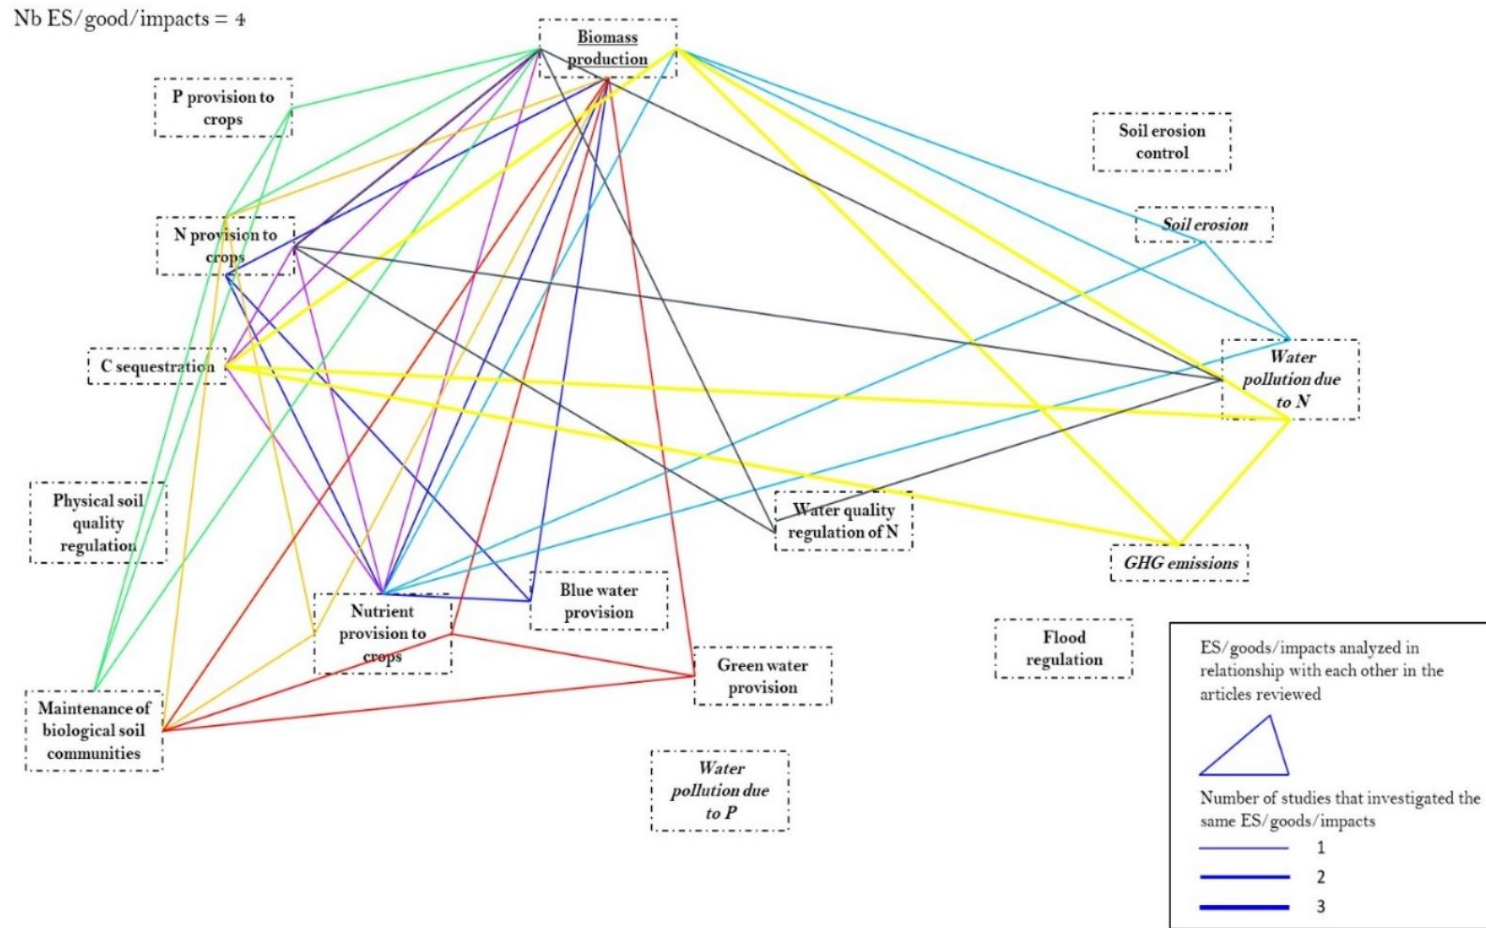 Nb ES/good/impacts = 4
Biomass
production
P provision to
crops
Soil erosion
control
Soil erosion
N provision to
crops
C sequestration
Water
pollution due
to N
Physical soil
quality
regulation
Water quality
regulation of N
GHG emissions
Nutrient
provision to
crops
Blue water
provision
Flood
regulation
Green water
provision
Maintenance of
biological soil
communities
Water
pollution due
to P
ES/goods/impacts analyzed in
relationship with each other in the
articles reviewed
Number of studies that investigated the
same ES/goods/impacts
1
2
3